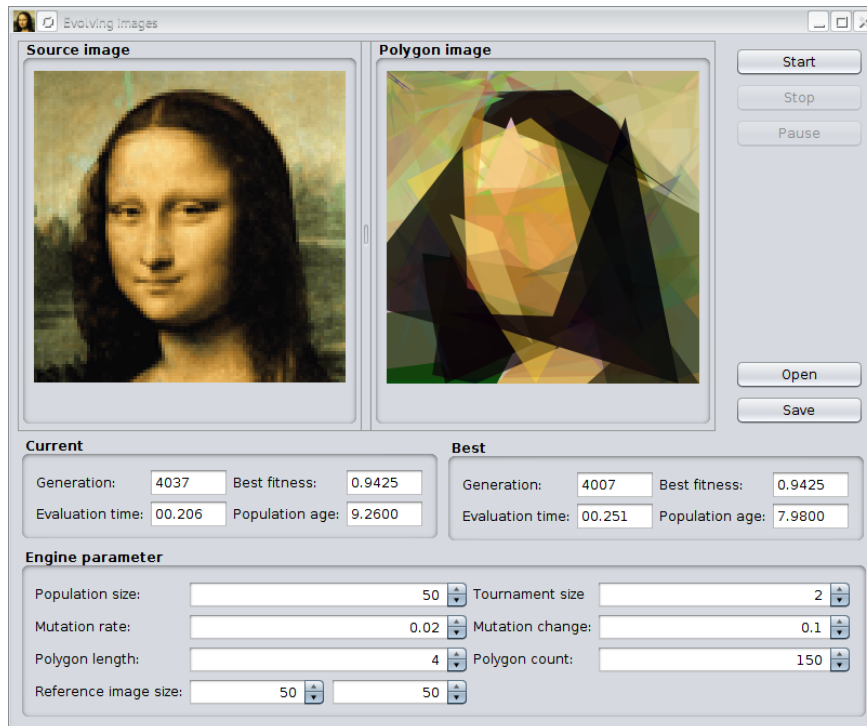 Evolving Images
Source image
Polygon image
Start
Stop
Pause
Open
Save
Current
Generation: 4037 Best fitness: 0.9425
Evaluation time: 00.206 Population age: 9.2600
Best
Generation: 4007 Best fitness: 0.9425
Evaluation time: 00.251 Population age: 7.9800
Engine parameter
Population size: 50 Tournament size 2
Mutation rate: 0.02 Mutation change: 0.1
Polygon length: 4 Polygon count: 150
Reference image size: 50 50